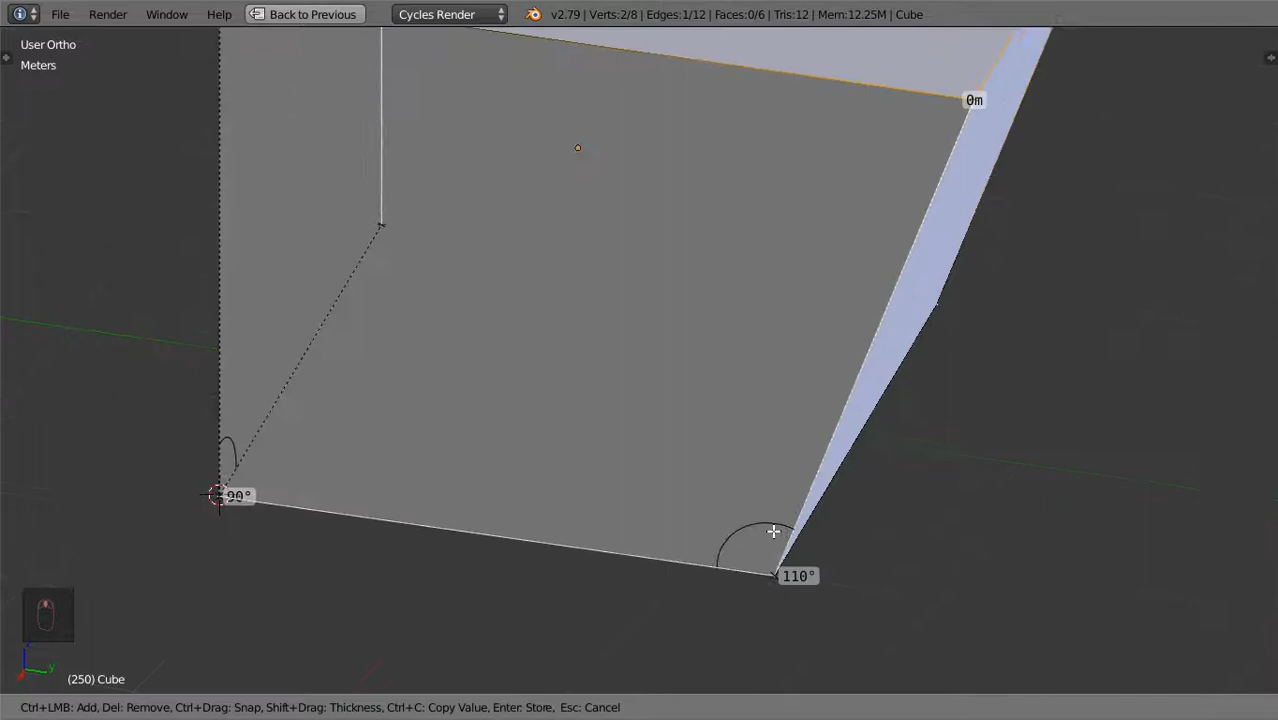 File Render Window Help Back to Previous Cycles Render v2.79 | Verts:2/8 | Edges:1/12 | Faces:0/6 | Tris:12 | Mem:12.25M | Cube
User Ortho
Meters
0m
90°
110°
z
y
(250) Cube
Ctrl+LMB: Add, Del: Remove, Ctrl+Drag: Snap, Shift+Drag: Thickness, Ctrl+C: Copy Value, Enter: Store, Esc: Cancel